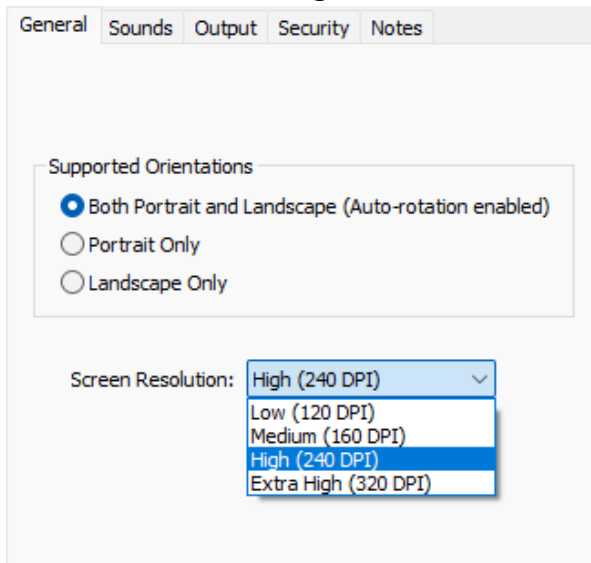 General Sounds Output Security Notes
Supported Orientations
Both Portrait and Landscape (Auto-rotation enabled)
Portrait Only
Landscape Only
Screen Resolution: High (240 DPI)
Low (120 DPI)
Medium (160 DPI)
High (240 DPI)
Extra High (320 DPI)